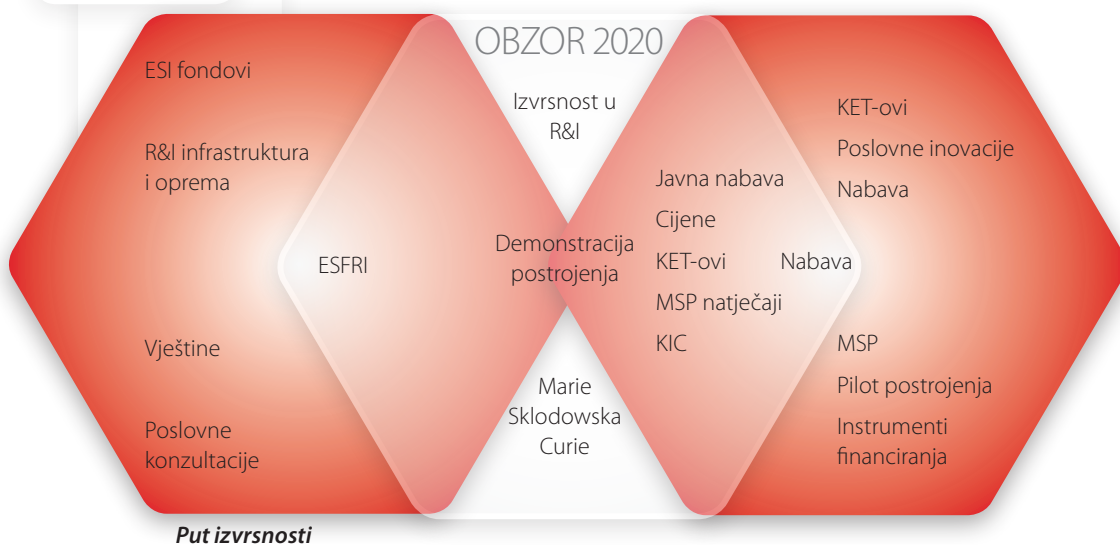 OBZOR 2020
ESI fondovi
R&I infrastruktura
i oprema
ESFRI
Vještine
Poslovne
konzultacije
Izvrsnost u
R&I
Demonstracija
postrojenja
Marie
Sklodowska
Curie
Javna nabava
Cijene
KET-ovi
MSP natječaji
KIC
Nabava
KET-ovi
Poslovne inovacije
Nabava
MSP
Pilot postrojenja
Instrumenti
financiranja
Put izvrsnosti